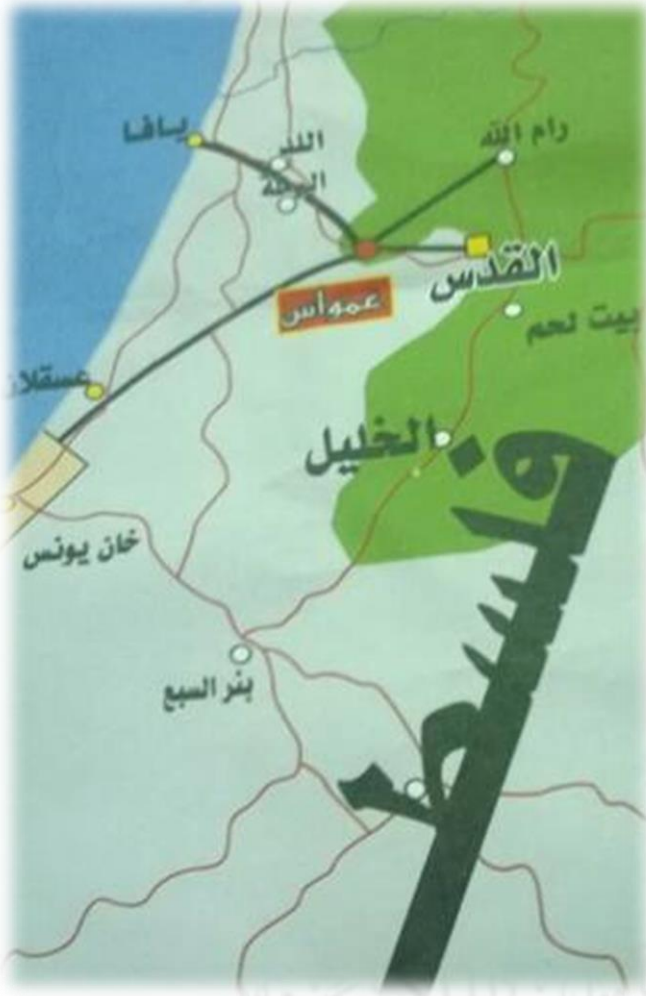 يافا
اللد
الرملة
رام الله
القدس
عمواس
بيت لحم
عسقلان
الخليل
خان يونس
بئر السبع
فلسطين